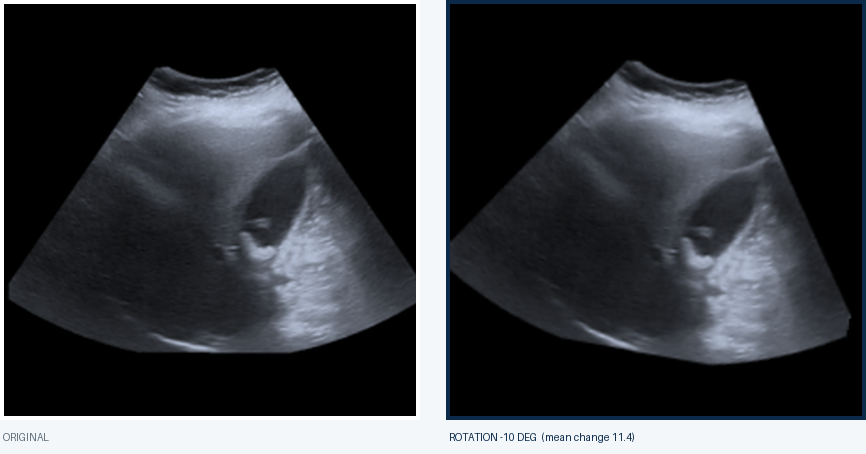 ORIGINAL
ROTATION -10 DEG (mean change 11.4)